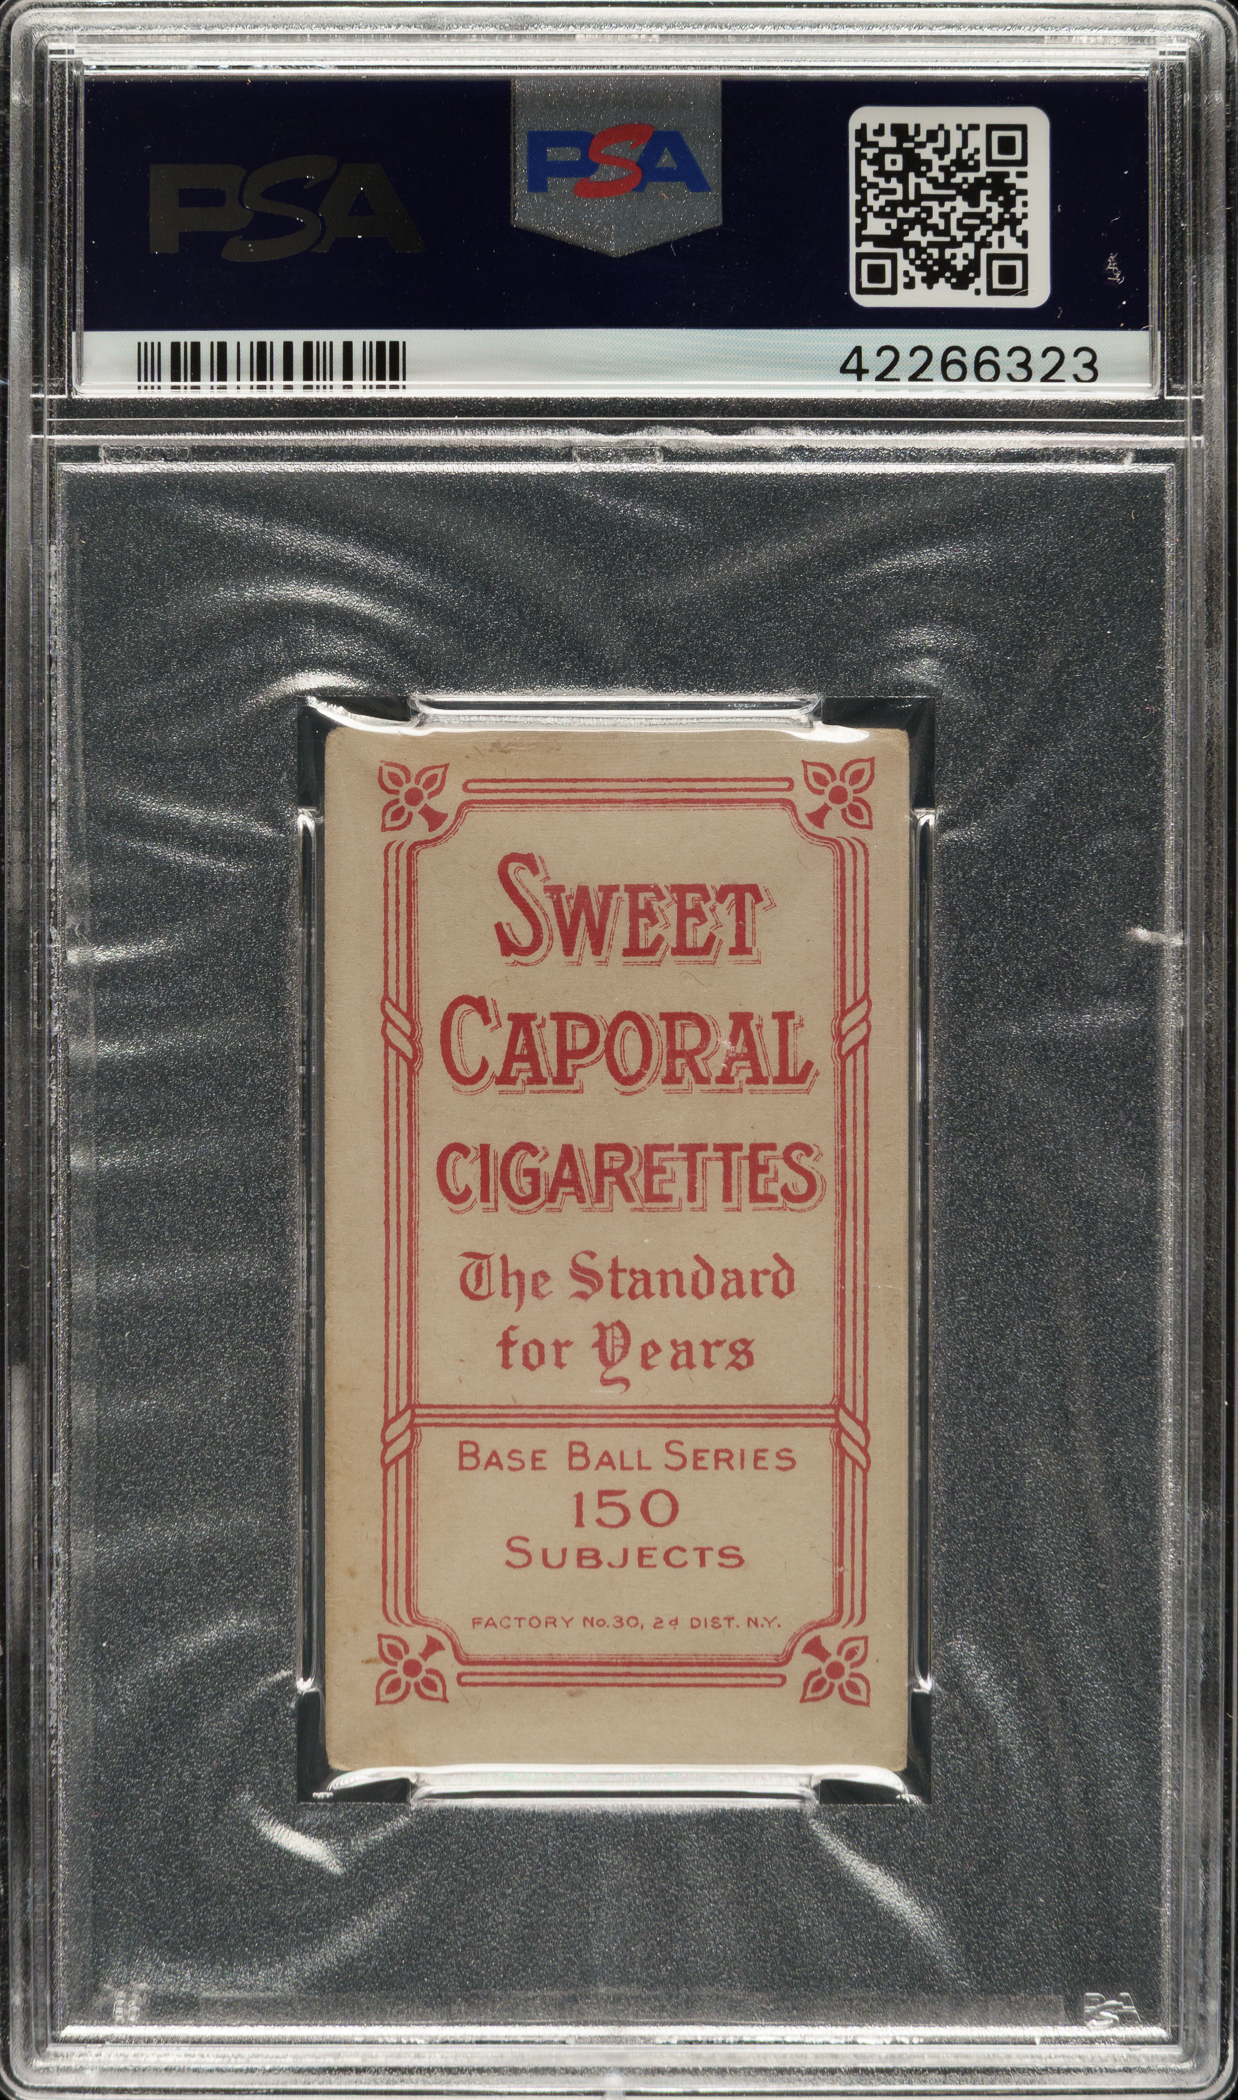 PSA
PSA
42266323
SWEET
CAPORAL
CIGARETTES
The Standard
for Years
BASE BALL SERIES
150
SUBJECTS
FACTORY No. 30, 2d DIST. N.Y.
PSA